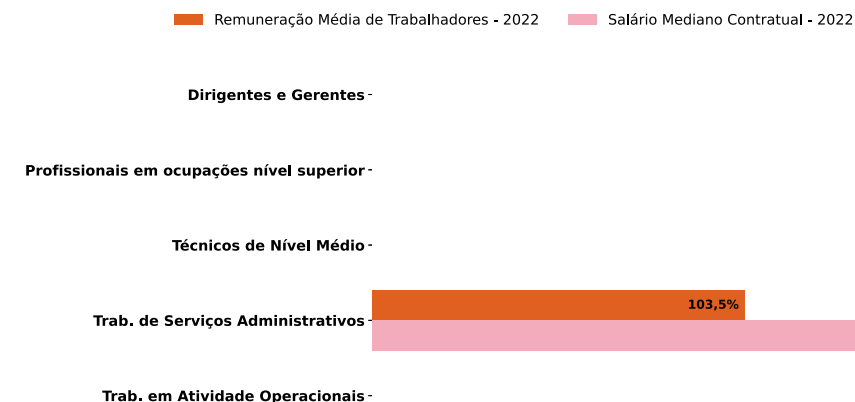 Remuneração Média de Trabalhadores - 2022 Salário Mediano Contratual - 2022
Dirigentes e Gerentes
Profissionais em ocupações nível superior
Técnicos de Nível Médio
103,5%
Trab. de Serviços Administrativos
Trab. em Atividade Operacionais